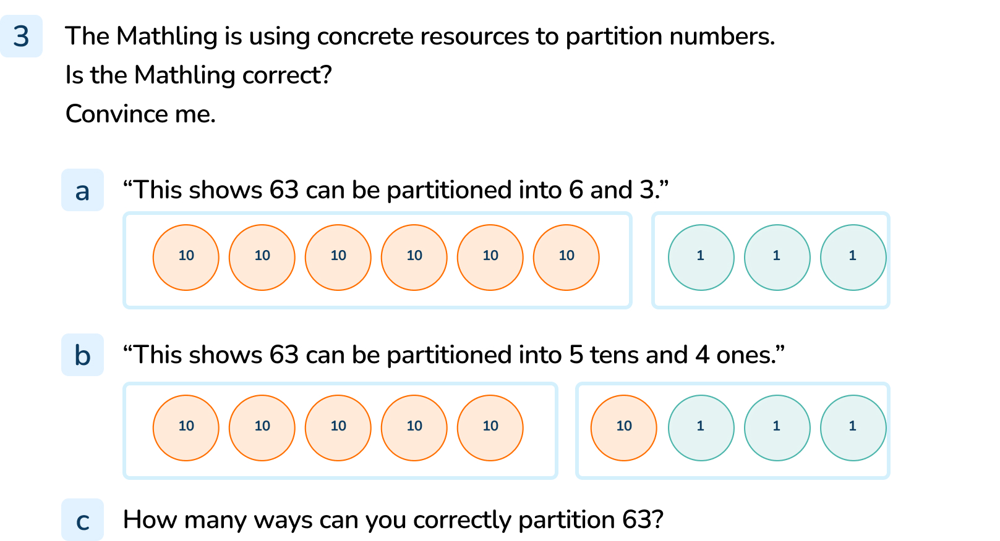 3
The Mathling is using concrete resources to partition numbers.
Is the Mathling correct?
Convince me.
a
“This shows 63 can be partitioned into 6 and 3.”
10 10 10 10 10 10 1 1 1
b
“This shows 63 can be partitioned into 5 tens and 4 ones.”
10 10 10 10 10 10 1 1 1
c
How many ways can you correctly partition 63?